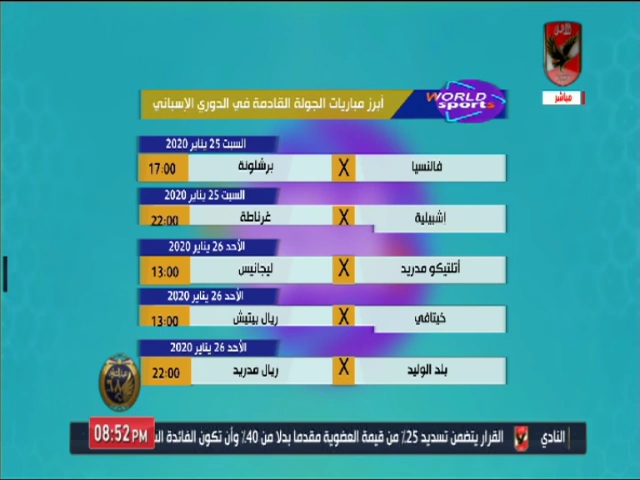 الأهلي
مباشر
أبرز مباريات الجولة القادمة في الدوري الإسباني
WORLD
sports
السبت 25 يناير 2020
فالنسيا X برشلونة 17:00
السبت 25 يناير 2020
إشبيلية X غرناطة 22:00
الأحد 26 يناير 2020
أتلتيكو مدريد X ليجانيس 13:00
الأحد 26 يناير 2020
خيتافي X ريال بيتيش 13:00
الأحد 26 يناير 2020
بلد الوليد X ريال مدريد 22:00
النادي القرار يتضمن تسديد 25٪ من قيمة العضوية مقدما بدلا من 40٪ وأن تكون الفائدة
08:52 PM